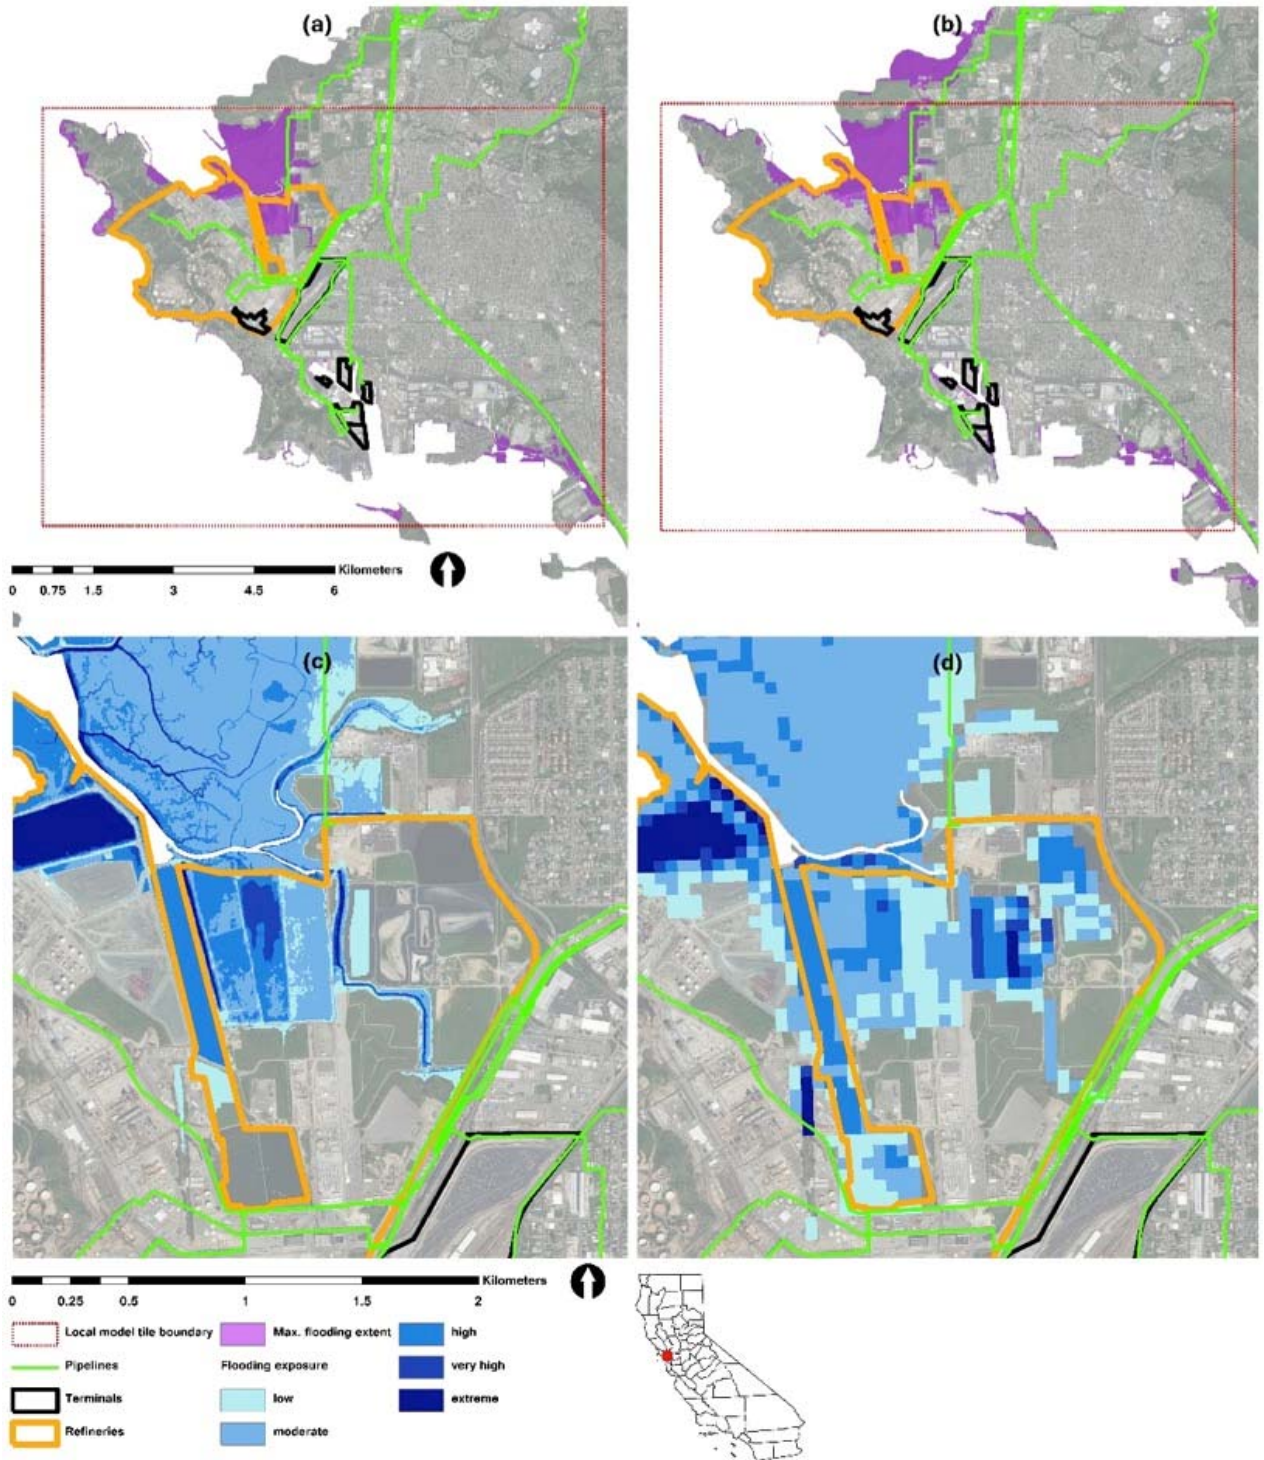 (a)
(b)
Kilometers
0 0.75 1.5 3 4.5 6
(c)
(d)
Kilometers
0 0.25 0.5 1 1.5 2
Local model tile boundary
Max. flooding extent
high
Pipelines
Flooding exposure
very high
Terminals
low
extreme
Refineries
moderate